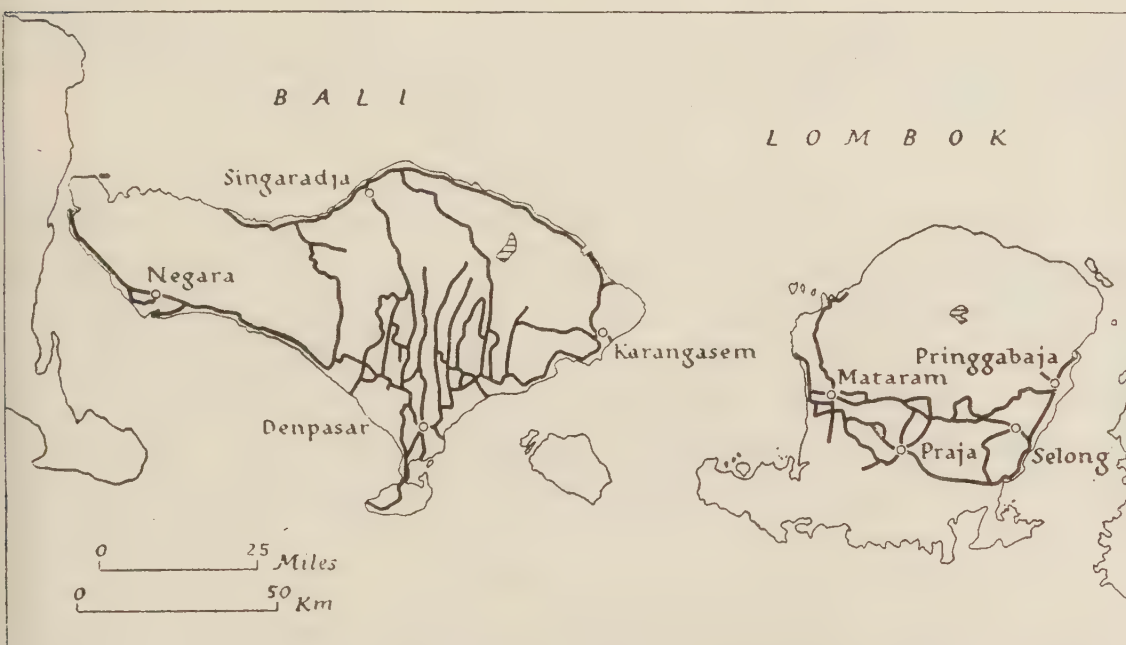 BALI
LOMBOK
Singaradja
Negara
Karangasem
Pringgabaja
Mataram
Denpasar
Praja
Selong
0 25 Miles
0 50 Km